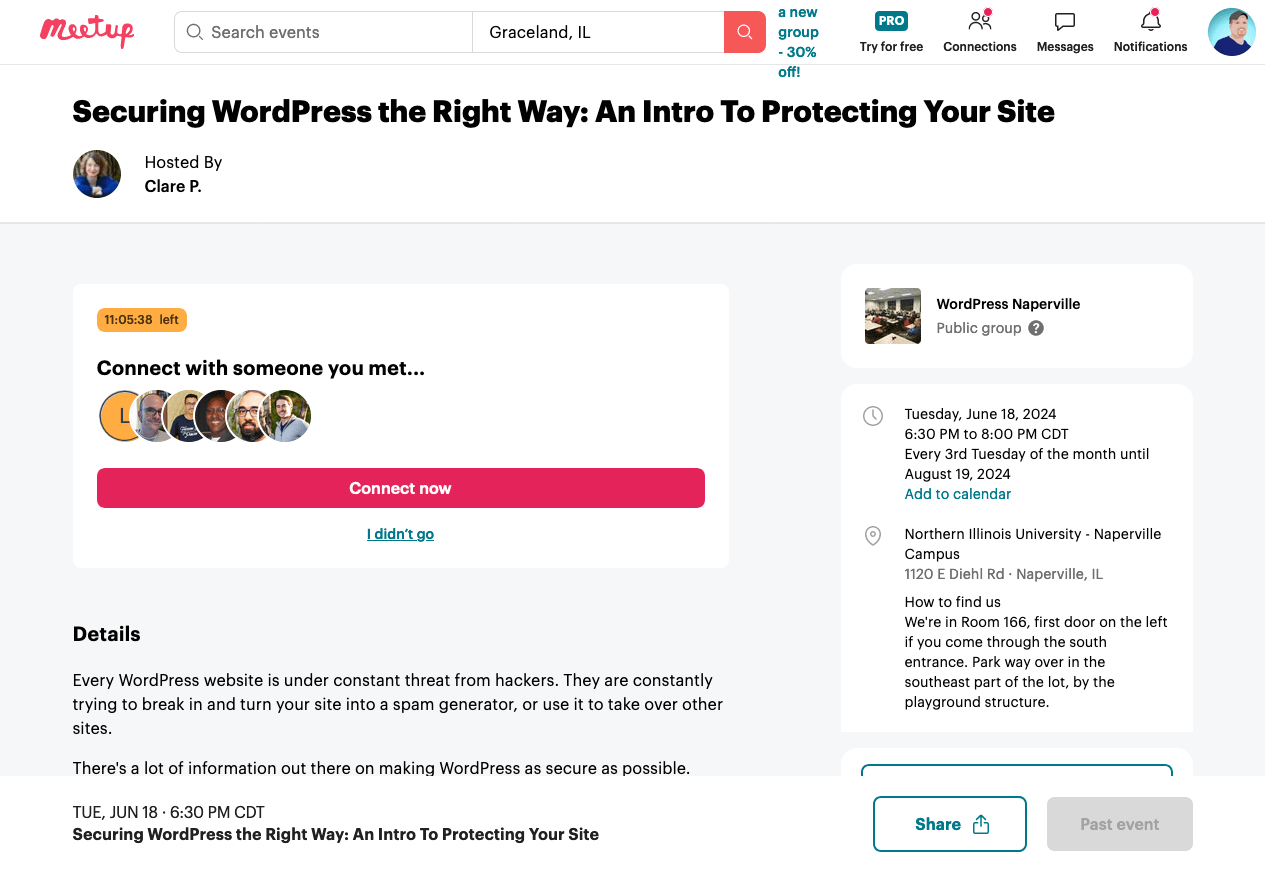 Meetup
Search events
Graceland, IL
a new
group
- 30%
off!
PRO
Try for free
Connections
Messages
Notifications
Securing WordPress the Right Way: An Intro To Protecting Your Site
Hosted By
Clare P.
11:05:38 left
Connect with someone you met...
L
Connect now
I didn't go
Details
Every WordPress website is under constant threat from hackers. They are constantly
trying to break in and turn your site into a spam generator, or use it to take over other
sites.
There's a lot of information out there on making WordPress as secure as possible.
WordPress Naperville
Public group ?
Tuesday, June 18, 2024
6:30 PM to 8:00 PM CDT
Every 3rd Tuesday of the month until
August 19, 2024
Add to calendar
Northern Illinois University - Naperville
Campus
1120 E Diehl Rd · Naperville, IL
How to find us
We're in Room 166, first door on the left
if you come through the south
entrance. Park way over in the
southeast part of the lot, by the
playground structure.
TUE, JUN 18 · 6:30 PM CDT
Securing WordPress the Right Way: An Intro To Protecting Your Site
Share
Past event